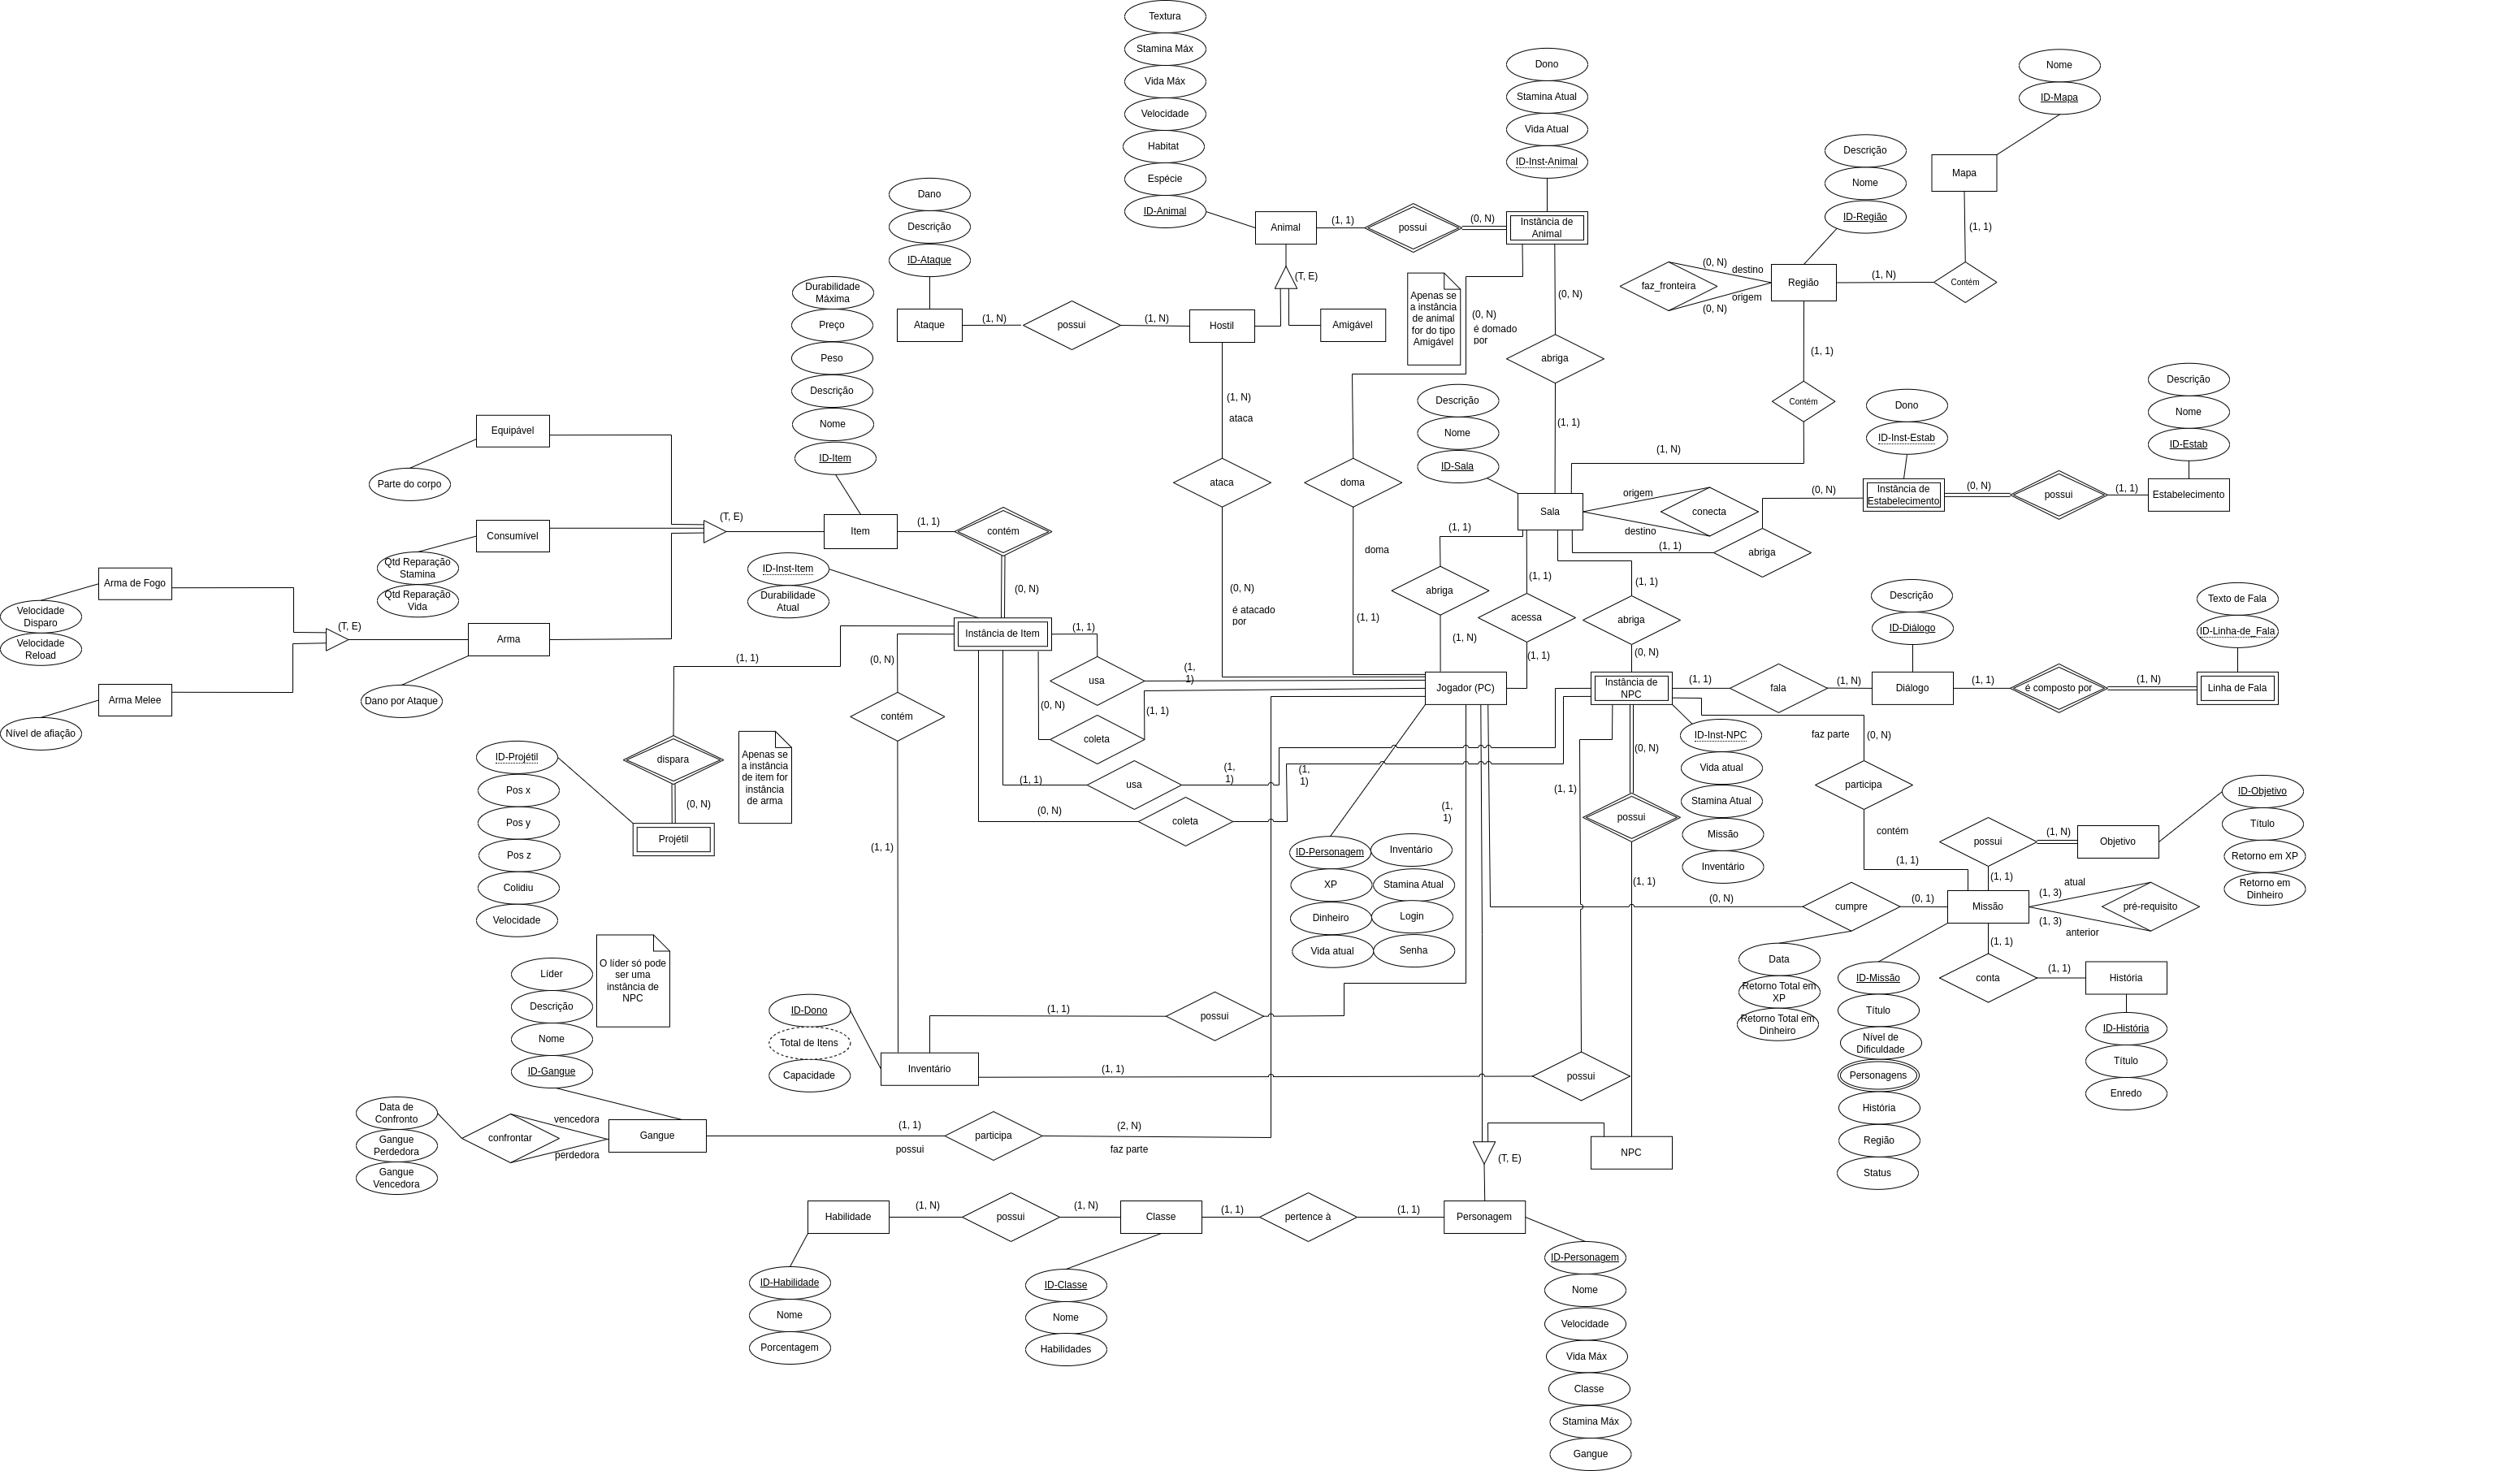 Textura
Stamina Máx
Vida Máx
Velocidade
Habitat
Espécie
ID-Animal
Dono
Stamina Atual
Vida Atual
ID-Inst-Animal
Nome
ID-Mapa
Descrição
Nome
ID-Região
Mapa
(1, 1)
Contém
(1, N)
Região
(0, N)
destino
faz_fronteira
origem
(0, N)
Dano
Descrição
ID-Ataque
Animal
(1, 1)
possui
(0, N)
Instância de
Animal
(T, E)
Ataque
(1, N)
possui
(1, N)
Hostil
Amigável
Apenas se
a instância
de animal
for do tipo
Amigável
(0, N)
é domado
por
(0, N)
abriga
(1, 1)
(1, 1)
Contém
(1, N)
Durabilidade
Máxima
Preço
Peso
Descrição
Nome
ID-Item
(1, N)
ataca
ataca
doma
Descrição
Nome
ID-Sala
Dono
ID-Inst-Estab
Descrição
Nome
ID-Estab
Equipável
Parte do corpo
Consumível
Qtd Reparação
Stamina
Qtd Reparação
Vida
(T, E)
Item
(1, 1)
contém
(0, N)
Sala
origem
conecta
destino
(1, 1)
abriga
(0, N)
Instância de
Estabelecimento
(0, N)
possui
(1, 1)
Estabelecimento
Arma de Fogo
Velocidade
Disparo
Velocidade
Reload
(T, E)
Arma
Dano por Ataque
Arma Melee
Nível de afiação
ID-Inst-Item
Durabilidade
Atual
Instância de Item
(1, 1)
usa
(1,
1)
(0, N)
é atacado
por
doma
(1, 1)
(1, 1)
abriga
(1, N)
(1, 1)
acessa
(1, 1)
(1, 1)
abriga
(0, N)
Jogador (PC)
Instância de
NPC
(1, 1)
fala
(1, N)
Diálogo
Descrição
ID-Diálogo
(1, 1)
é composto por
(1, N)
Linha de Fala
Texto de Fala
ID-Linha-de_Fala
(1, 1)
dispara
(0, N)
Projétil
Apenas se
a instância
de item for
instância
de arma
(0, N)
contém
(1, 1)
(0, N)
coleta
(1, 1)
(1, 1)
usa
(1,
1)
(0, N)
coleta
(1,
1)
ID-Projétil
Pos x
Pos y
Pos z
Colidiu
Velocidade
ID-Personagem
XP
Dinheiro
Vida atual
Inventário
Stamina Atual
Login
Senha
(1,
1)
(1, 1)
(0, N)
possui
(1, 1)
ID-Inst-NPC
Vida atual
Stamina Atual
Missão
Inventário
faz parte
(0, N)
participa
contém
(1, 1)
possui
(1, N)
Objetivo
ID-Objetivo
Título
Retorno em XP
Retorno em
Dinheiro
(1, 1)
(0, N)
cumpre
(0, 1)
Missão
atual
(1, 3)
pré-requisito
(1, 3)
anterior
Data
Retorno Total em
XP
Retorno Total em
Dinheiro
(1, 1)
conta
(1, 1)
História
ID-História
Título
Enredo
ID-Missão
Título
Nível de
Dificuldade
Personagens
História
Região
Status
Líder
Descrição
Nome
ID-Gangue
O líder só pode
ser uma
instância de
NPC
ID-Dono
Total de Itens
Capacidade
Inventário
(1, 1)
possui
(1, 1)
possui
Data de
Confronto
Gangue
Perdedora
Gangue
Vencedora
confrontar
vencedora
perdedora
Gangue
(1, 1)
possui
participa
(2, N)
faz parte
(T, E)
NPC
Habilidade
(1, N)
possui
(1, N)
Classe
(1, 1)
pertence à
(1, 1)
Personagem
ID-Habilidade
Nome
Porcentagem
ID-Classe
Nome
Habilidades
ID-Personagem
Nome
Velocidade
Vida Máx
Classe
Stamina Máx
Gangue